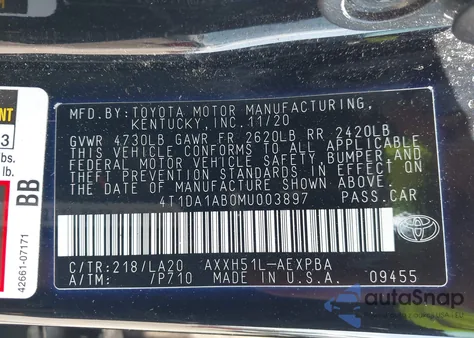 MFD.BY: TOYOTA MOTOR MANUFACTURING,
KENTUCKY, INC. 11/20
GVWR 4730LB GAWR FR 2620LB RR 2420LB
THIS VEHICLE CONFORMS TO ALL APPLICABLE
FEDERAL MOTOR VEHICLE SAFETY, BUMPER, AND
THEFT PREVENTION STANDARDS IN EFFECT ON THE
DATE OF MANUFACTURE SHOWN ABOVE.
4T1DA1AB0MU003897 PASS.CAR
C/TR:218/LA20 AXXH51L-AEXPBA
A/TM: /P710 MADE IN U.S.A. 09455
3
lbs.
lb.
BB
42661-07171
autoSnap